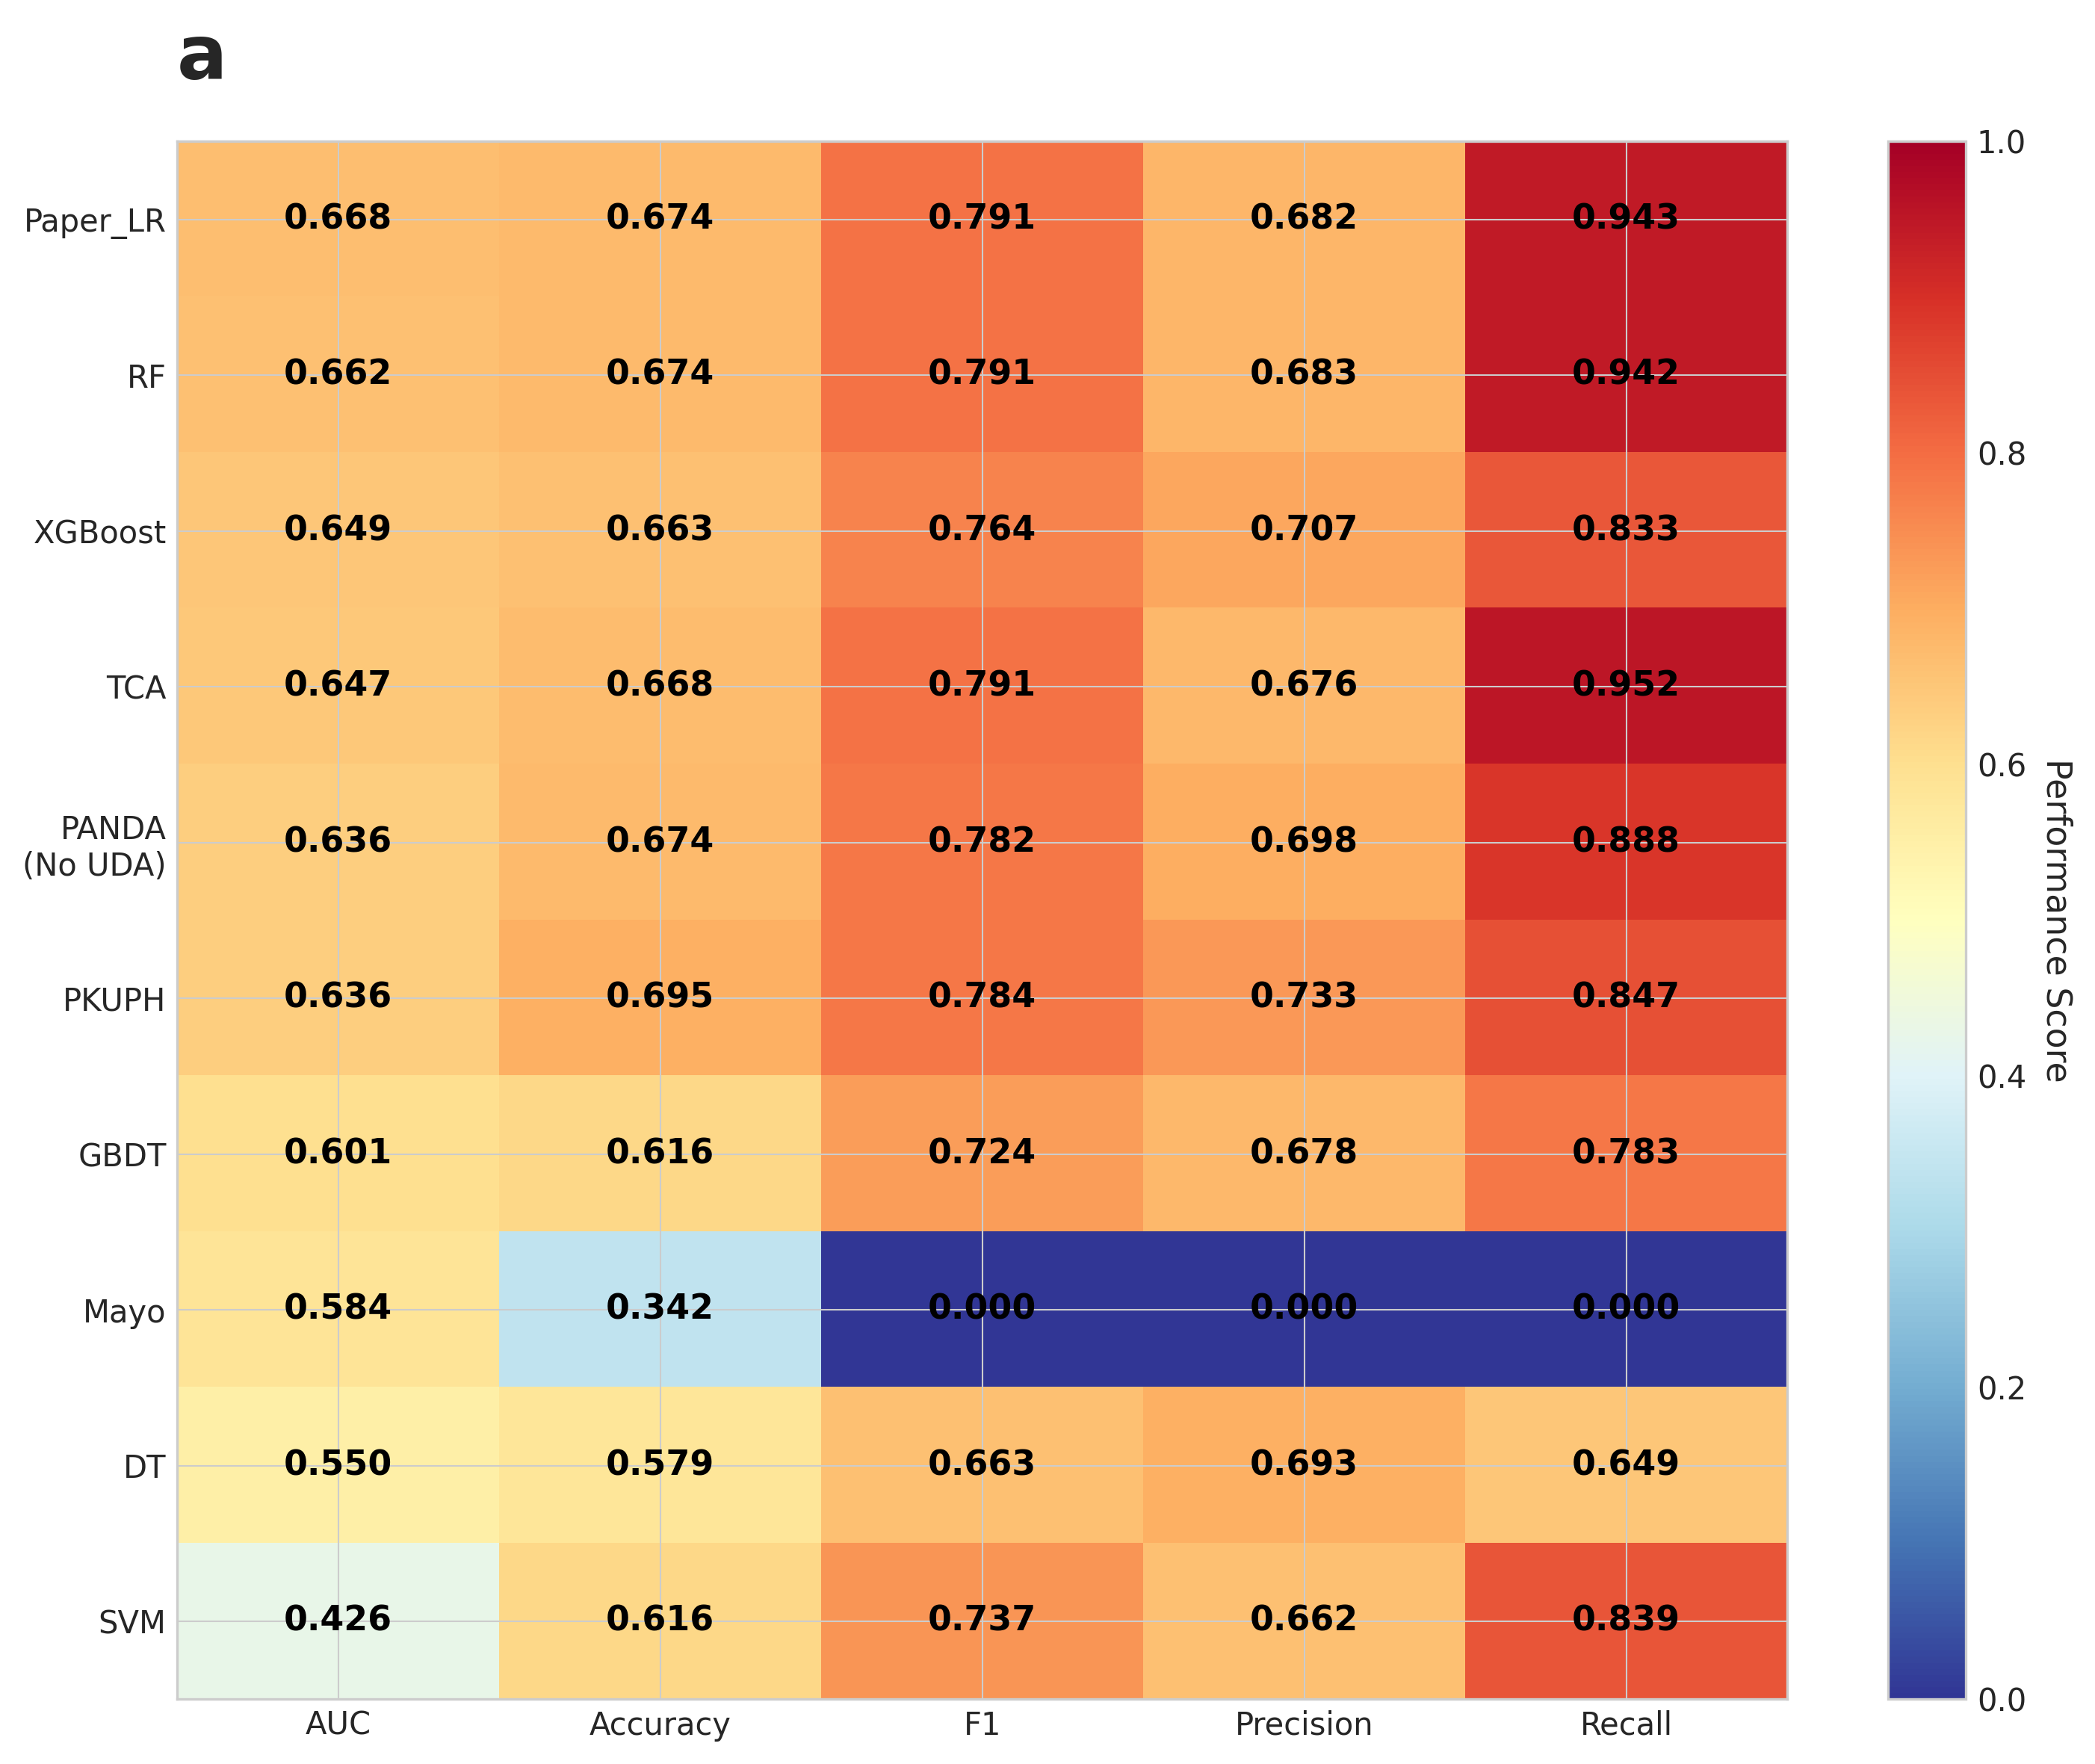 a
Paper_LR 0.668 0.674 0.791 0.682 0.943
RF 0.662 0.674 0.791 0.683 0.942
XGBoost 0.649 0.663 0.764 0.707 0.833
TCA 0.647 0.668 0.791 0.676 0.952
PANDA
(No UDA) 0.636 0.674 0.782 0.698 0.888
PKUPH 0.636 0.695 0.784 0.733 0.847
GBDT 0.601 0.616 0.724 0.678 0.783
Mayo 0.584 0.342 0.000 0.000 0.000
DT 0.550 0.579 0.663 0.693 0.649
SVM 0.426 0.616 0.737 0.662 0.839
AUC Accuracy F1 Precision Recall
1.0
0.8
0.6
0.4
0.2
0.0
Performance Score